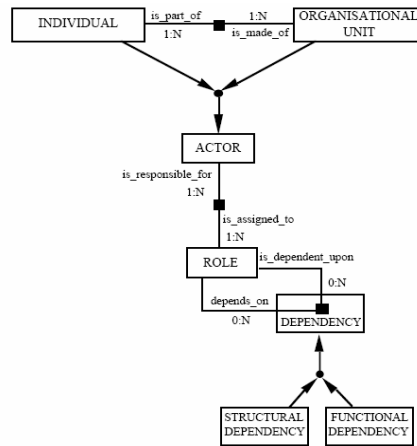 INDIVIDUAL
is_part_of
1:N
1:N
is_made_of
ORGANISATIONAL
UNIT
ACTOR
is_responsible_for
1:N
is_assigned_to
1:N
ROLE
is_dependent_upon
0:N
depends_on
0:N
DEPENDENCY
STRUCTURAL
DEPENDENCY
FUNCTIONAL
DEPENDENCY